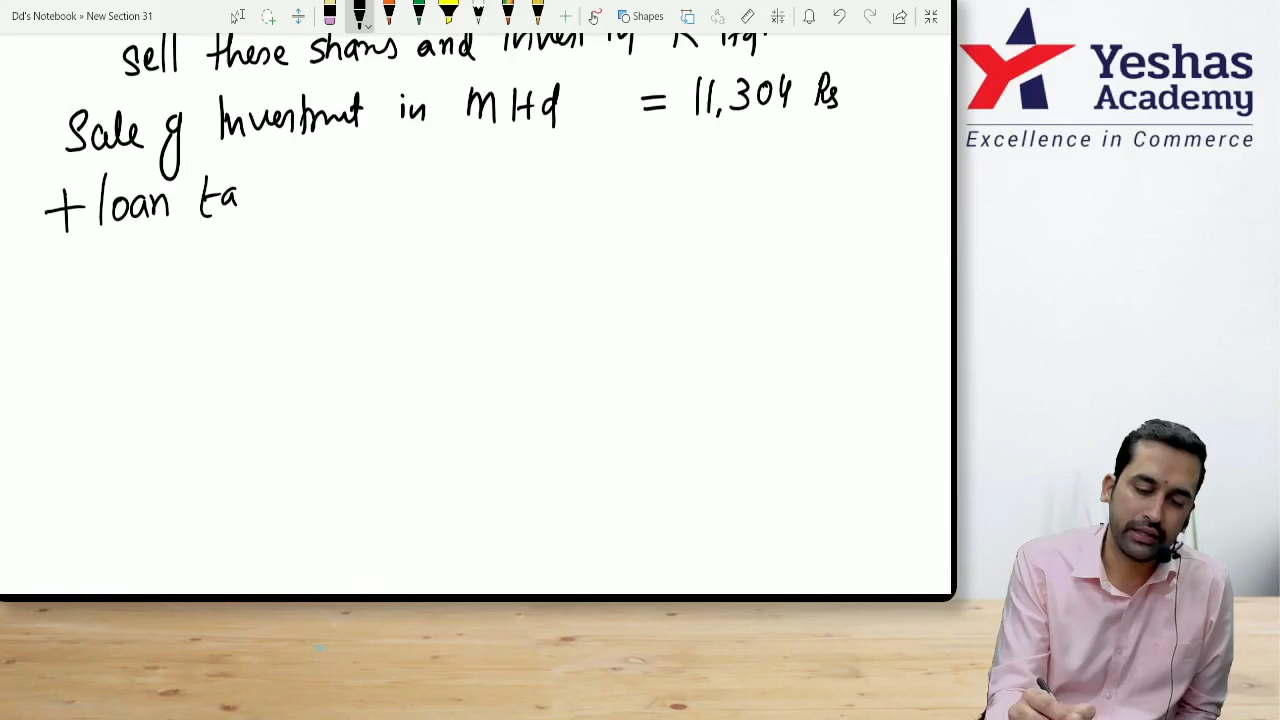 Dd's Notebook » New Section 31
Shapes
Yeshas
Academy
Excellence in Commerce
sell these shares and invest in K ltd.
Sale of Investment in M ltd = 11,304 Rs
+ loan ta